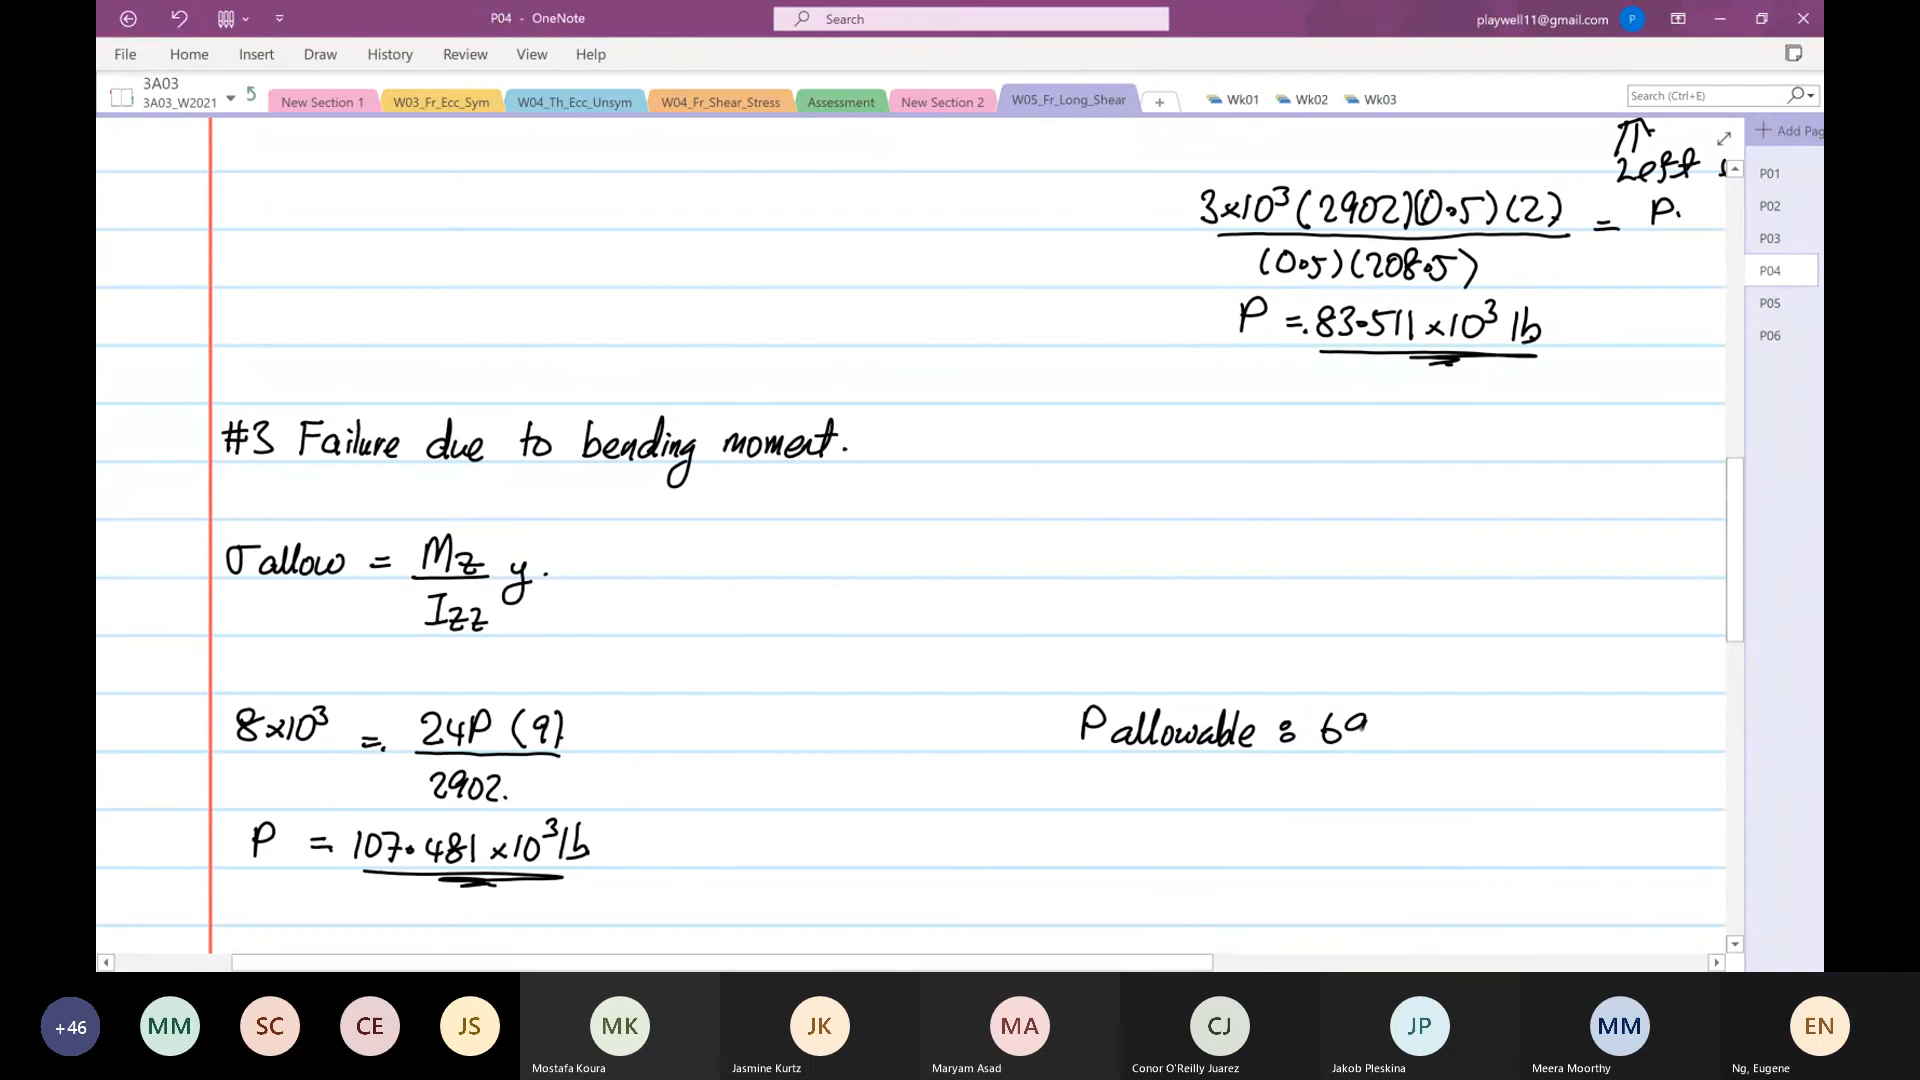 P04 - OneNote
Search
playwell11@gmail.com
P
File Home Insert Draw History Review View Help
3A03
3A03_W2021
New Section 1
W03_Fr_Ecc_Sym
W04_Th_Ecc_Unsym
W04_Fr_Shear_Stress
Assessment
New Section 2
W05_Fr_Long_Shear
+
Wk01
Wk02
Wk03
Search (Ctrl+E)
+ Add Pag
P01
P02
P03
P04
P05
P06
Left
3×10³(2902)(0.5)(2) = P.
(0.5)(208.5)
P =. 83.511 ×10³ lb
#3 Failure due to bending moment.
σallow = Mz y.
Izz
8×10³ =. 24P (9)
2902.
P = 107.481 ×10³ lb
P allowable : 69
+46
MM
SC
CE
JS
MK
JK
MA
CJ
JP
MM
EN
Mostafa Koura
Jasmine Kurtz
Maryam Asad
Conor O'Reilly Juarez
Jakob Pleskina
Meera Moorthy
Ng, Eugene